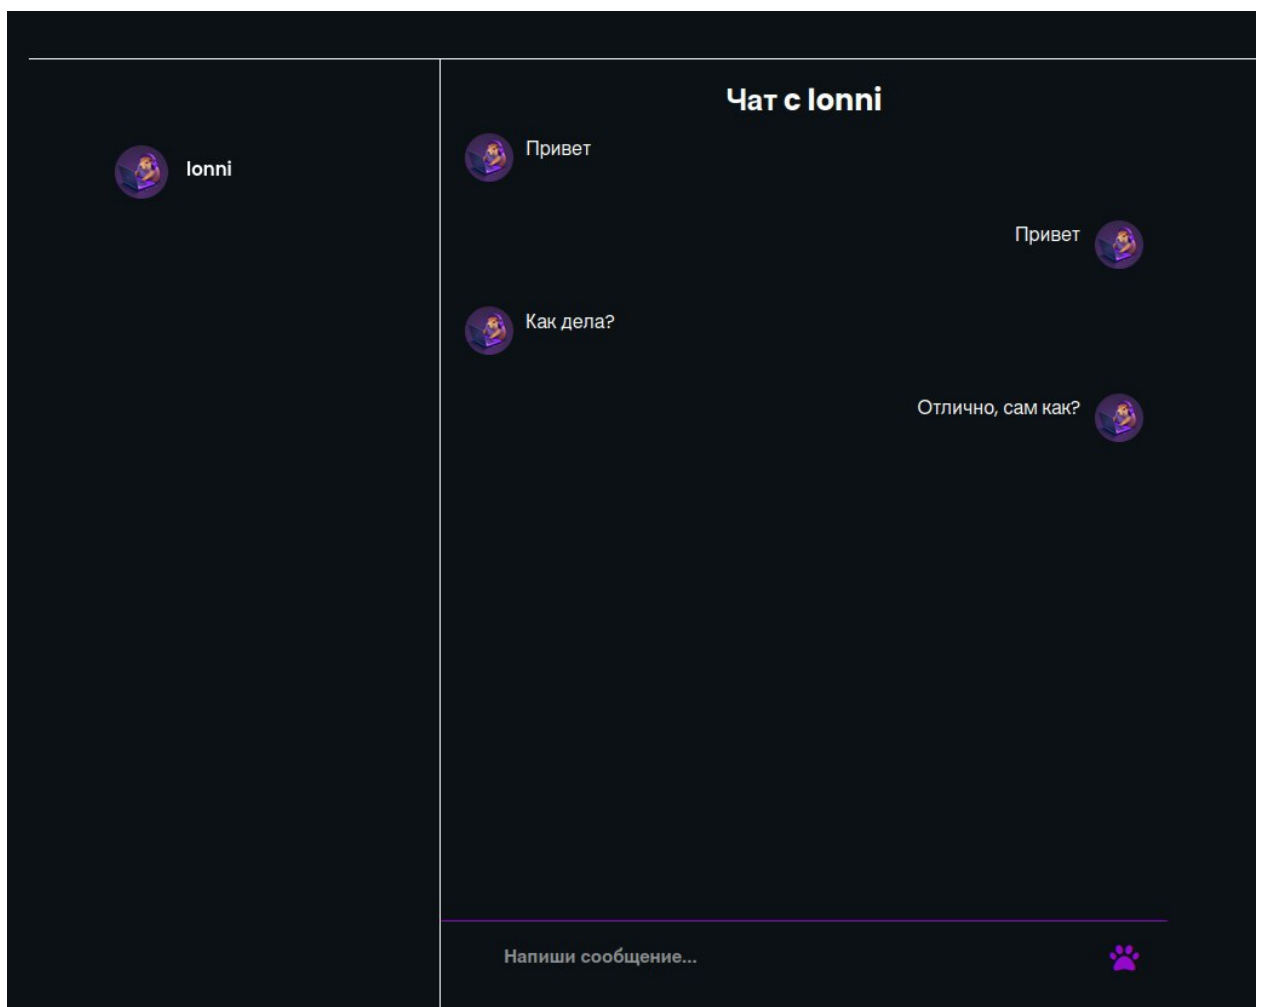 Чат с lonni
lonni
Привет
Привет
Как дела?
Отлично, сам как?
Напиши сообщение...